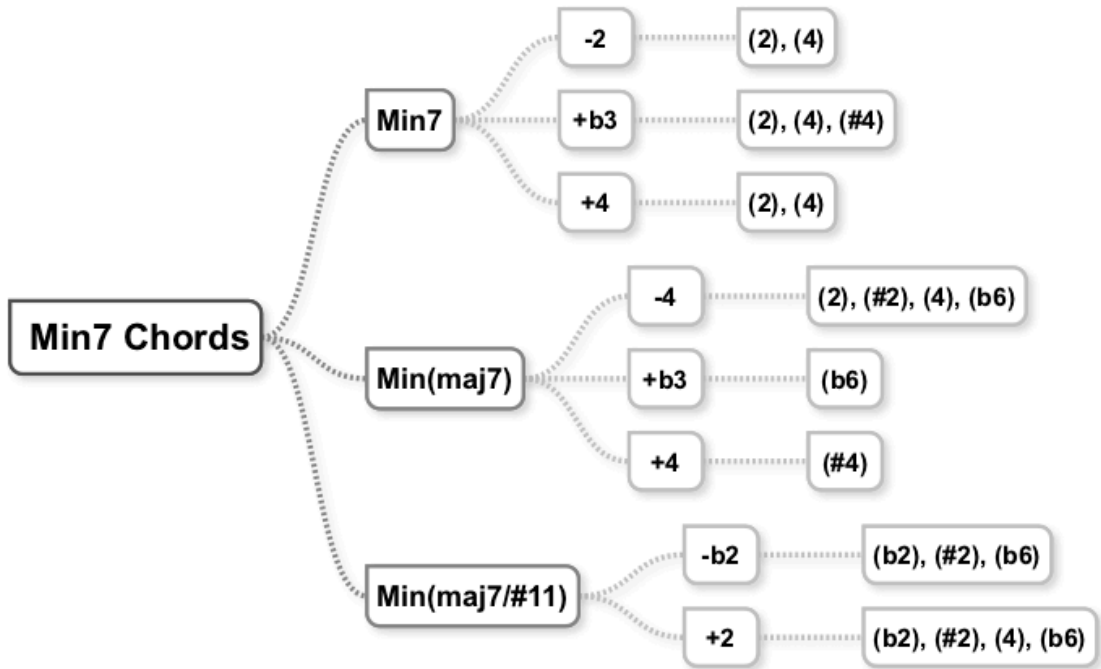 Min7 Chords
Min7
-2
(2), (4)
+b3
(2), (4), (#4)
+4
(2), (4)
Min(maj7)
-4
(2), (#2), (4), (b6)
+b3
(b6)
+4
(#4)
Min(maj7/#11)
-b2
(b2), (#2), (b6)
+2
(b2), (#2), (4), (b6)